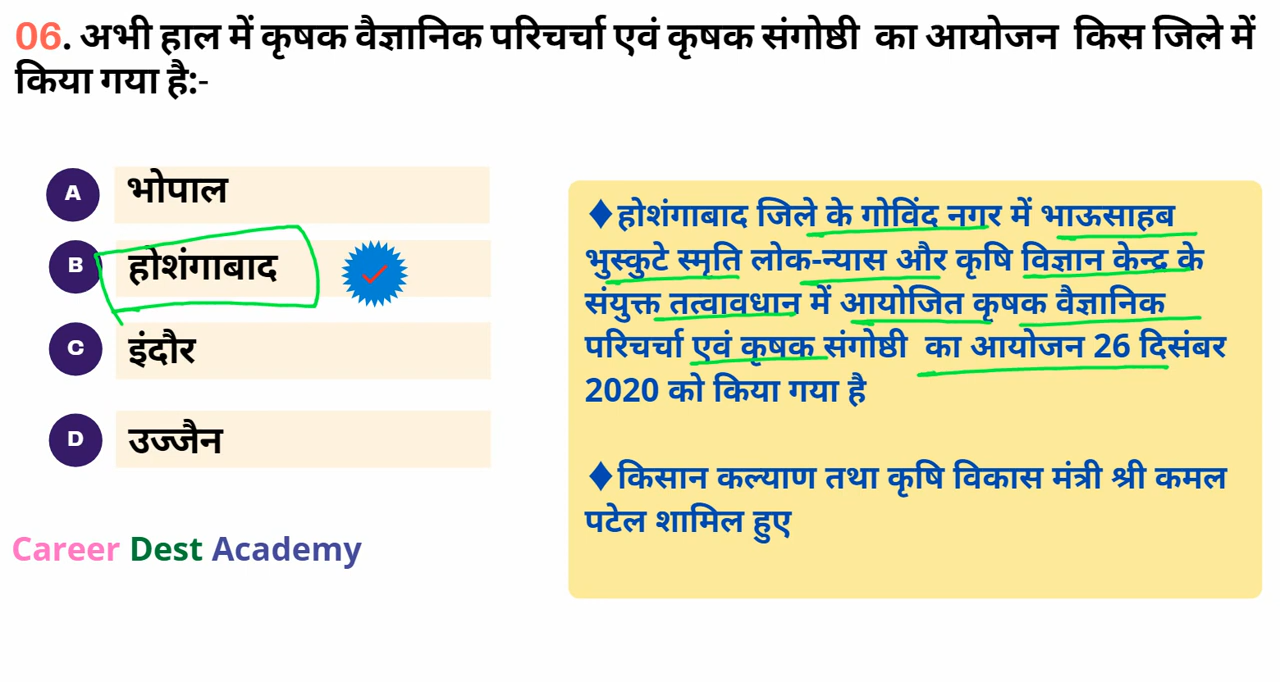 06. अभी हाल में कृषक वैज्ञानिक परिचर्चा एवं कृषक संगोष्ठी का आयोजन किस जिले में
किया गया है:-
A भोपाल
B होशंगाबाद
C इंदौर
D उज्जैन
♦होशंगाबाद जिले के गोविंद नगर में भाऊसाहब
भुस्कुटे स्मृति लोक-न्यास और कृषि विज्ञान केन्द्र के
संयुक्त तत्वावधान में आयोजित कृषक वैज्ञानिक
परिचर्चा एवं कृषक संगोष्ठी का आयोजन 26 दिसंबर
2020 को किया गया है
♦किसान कल्याण तथा कृषि विकास मंत्री श्री कमल
पटेल शामिल हुए
Career Dest Academy